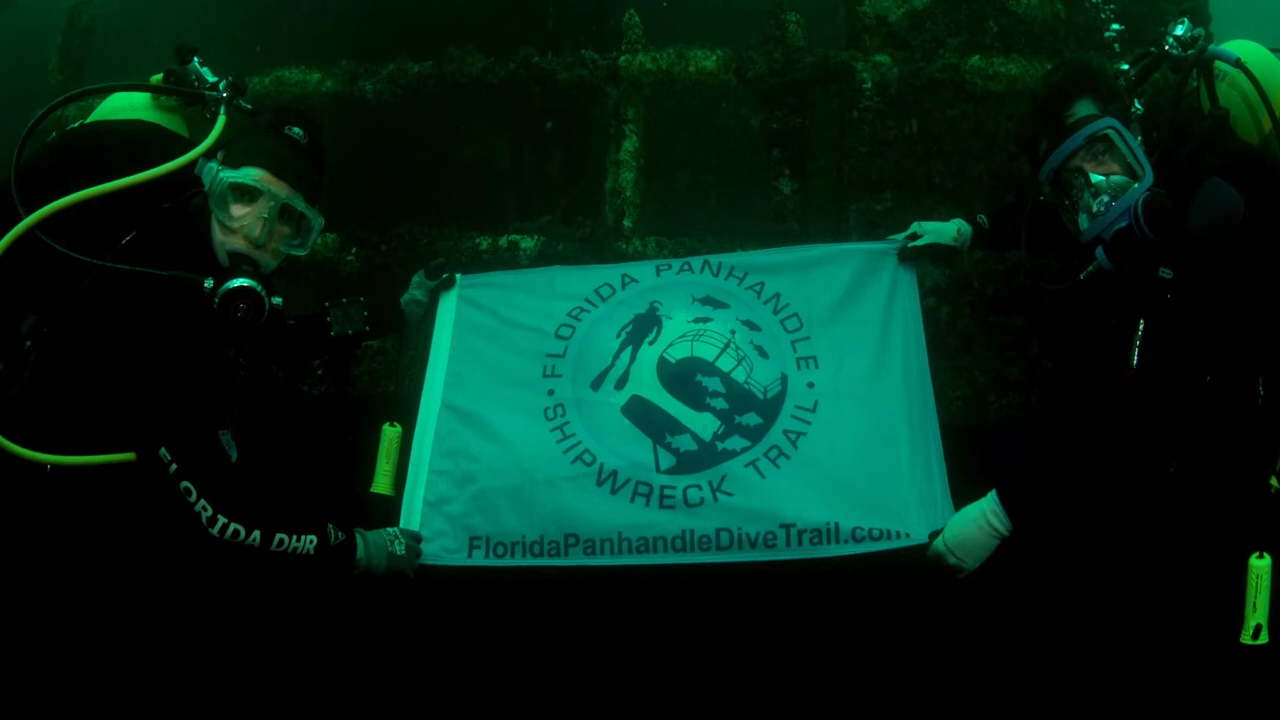 • FLORIDA PANHANDLE •
SHIPWRECK TRAIL
FloridaPanhandleDiveTrail.com
FLORIDA DHR